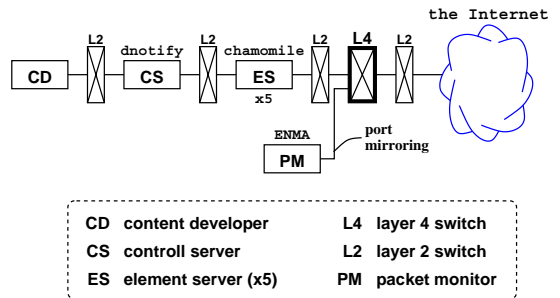 the Internet
L2 L2 L2 L4 L2
dnotify chamomile
CD CS ES
x5
ENMA
PM
port
mirroring
CD content developer L4 layer 4 switch
CS controll server L2 layer 2 switch
ES element server (x5) PM packet monitor